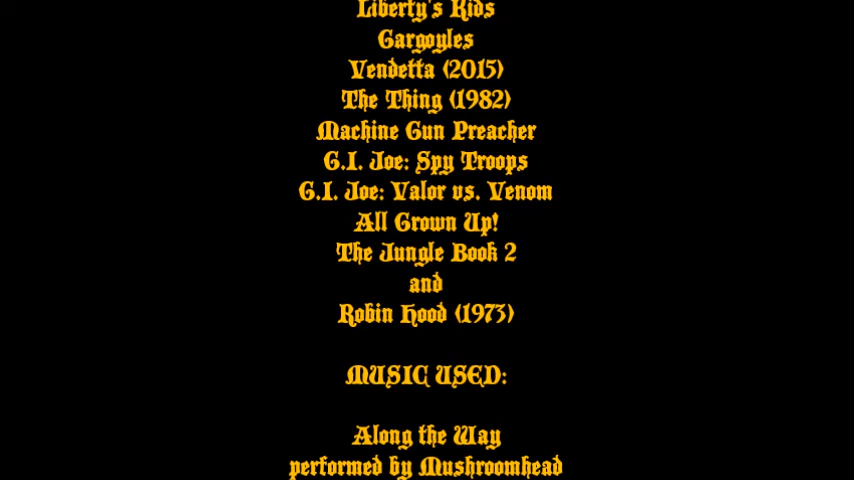 Liberty's Kids
Gargoyles
Vendetta (2015)
The Thing (1982)
Machine Gun Preacher
G.I. Joe: Spy Troops
G.I. Joe: Valor vs. Venom
All Grown Up!
The Jungle Book 2
and
Robin Hood (1973)
MUSIC USED:
Along the Way
performed by Mushroomhead